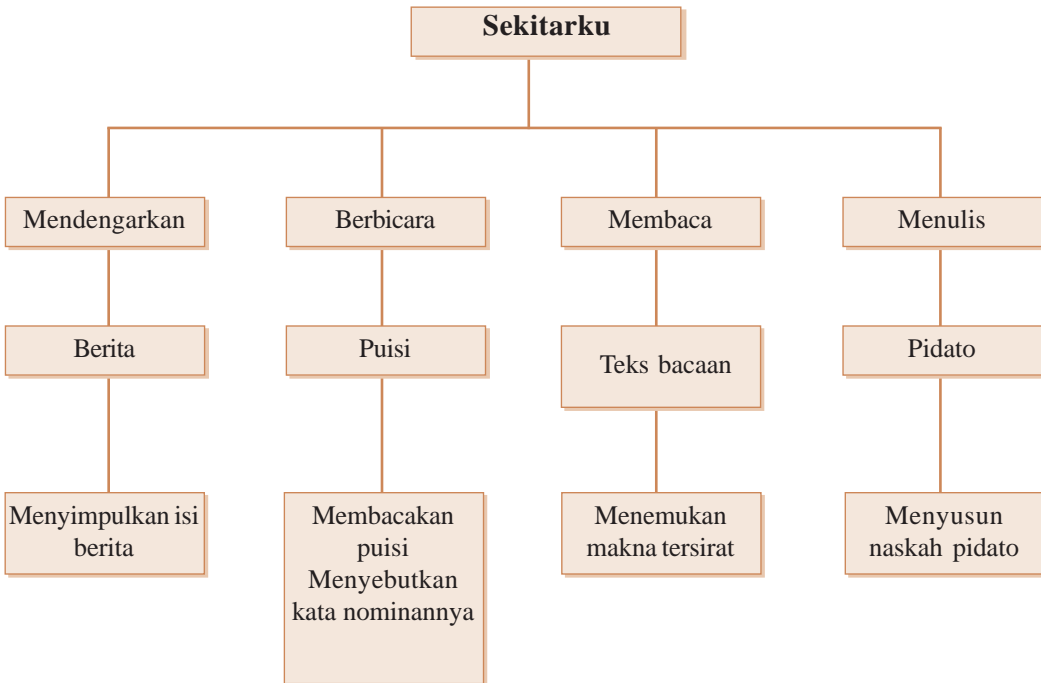 Sekitarku
Mendengarkan
Berbicara
Membaca
Menulis
Berita
Puisi
Teks bacaan
Pidato
Menyimpulkan isi
berita
Membacakan
puisi
Menyebutkan
kata nominannya
Menemukan
makna tersirat
Menyusun
naskah pidato